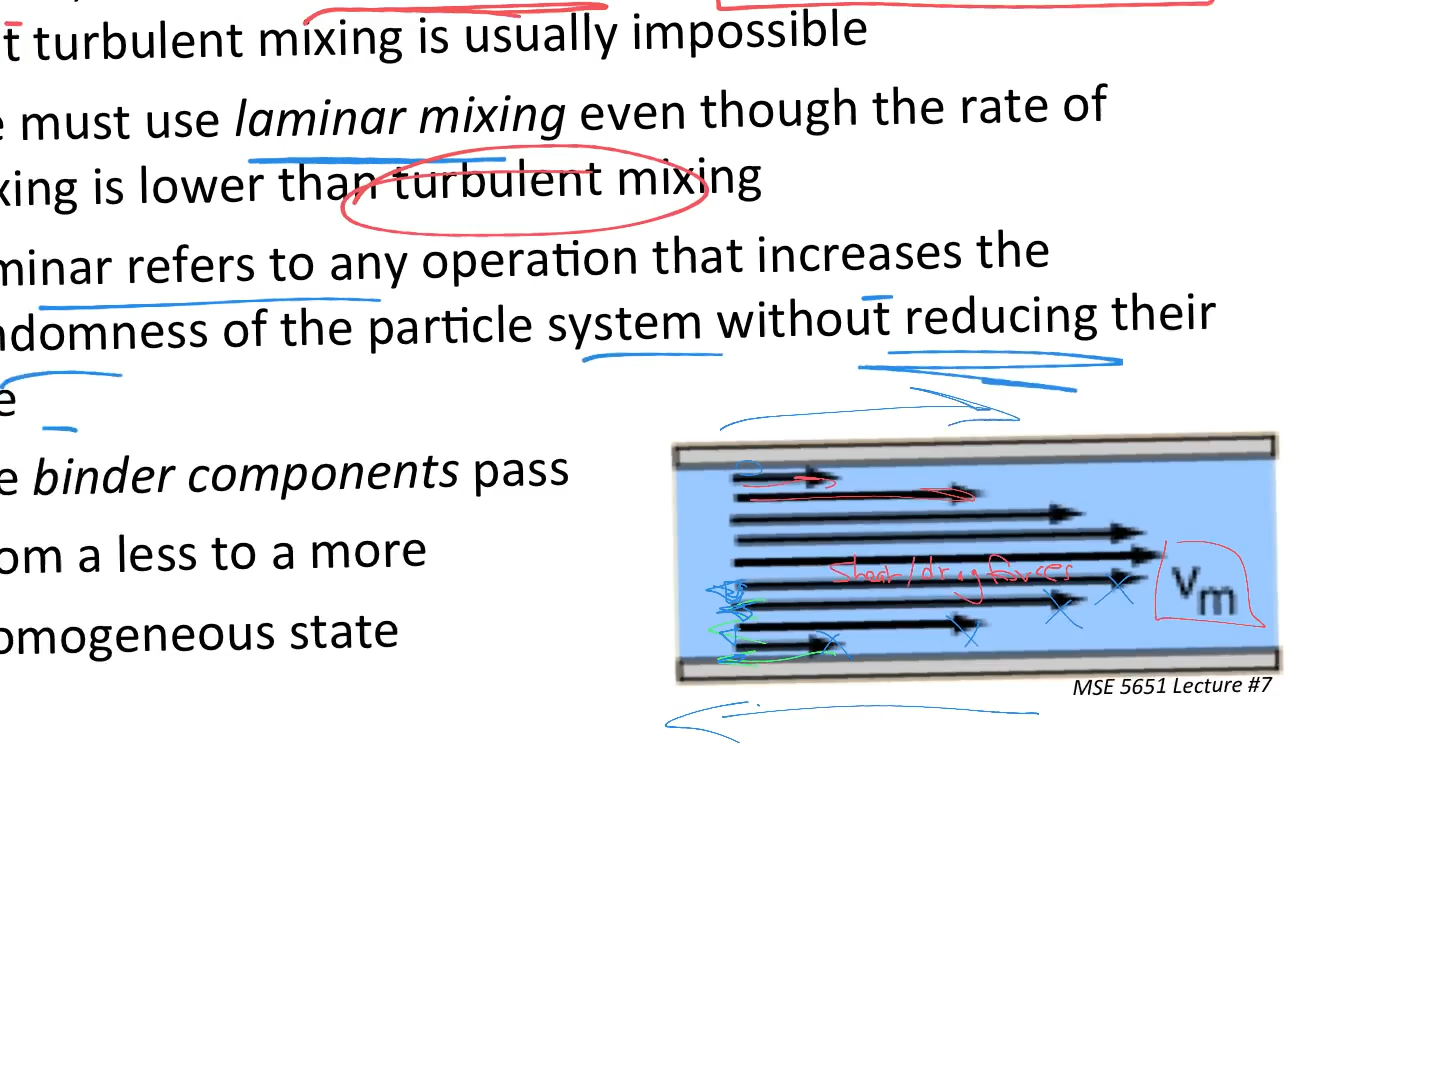 t turbulent mixing is usually impossible
e must use laminar mixing even though the rate of
xing is lower than turbulent mixing
minar refers to any operation that increases the
ndomness of the particle system without reducing their
e
e binder components pass
om a less to a more
omogeneous state
Shear/drag forces
Vm
MSE 5651 Lecture #7